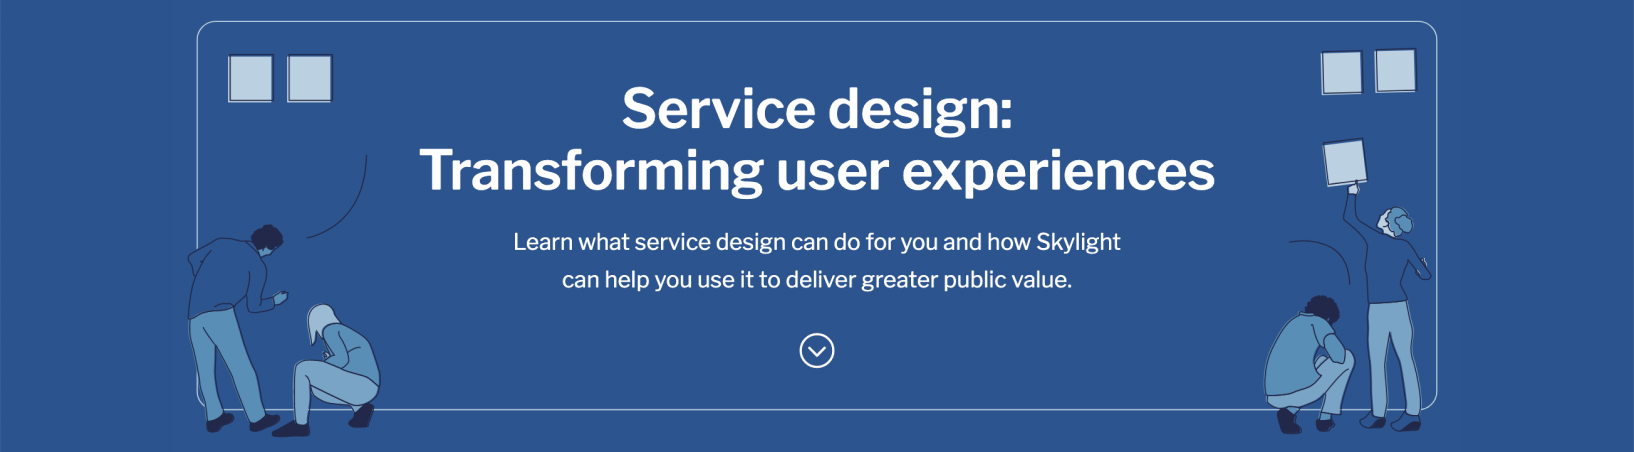 Service design:
Transforming user experiences
Learn what service design can do for you and how Skylight
can help you use it to deliver greater public value.